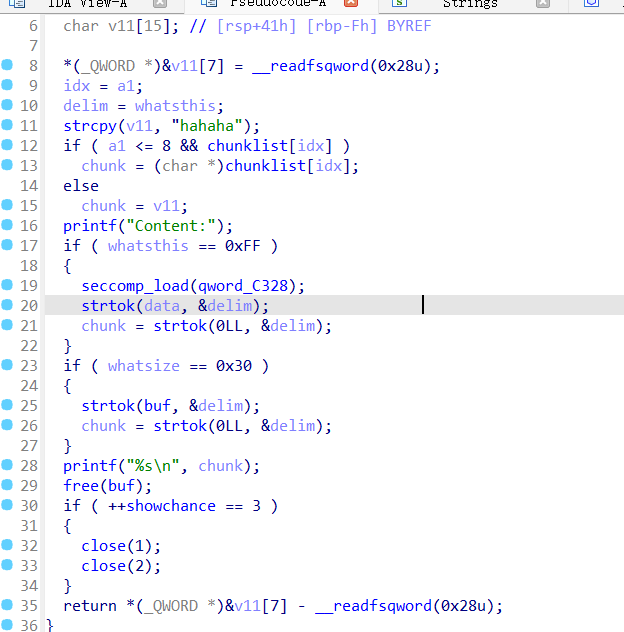 IDA View-A Pseudocode-A Strings
6 char v11[15]; // [rsp+41h] [rbp-Fh] BYREF
7
8 *(_QWORD *)&v11[7] = __readfsqword(0x28u);
9 idx = a1;
10 delim = whatsthis;
11 strcpy(v11, "hahaha");
12 if ( a1 <= 8 && chunklist[idx] )
13 chunk = (char *)chunklist[idx];
14 else
15 chunk = v11;
16 printf("Content:");
17 if ( whatsthis == 0xFF )
18 {
19 seccomp_load(qword_C328);
20 strtok(data, &delim);
21 chunk = strtok(0LL, &delim);
22 }
23 if ( whatsize == 0x30 )
24 {
25 strtok(buf, &delim);
26 chunk = strtok(0LL, &delim);
27 }
28 printf("%s\n", chunk);
29 free(buf);
30 if ( ++showchance == 3 )
31 {
32 close(1);
33 close(2);
34 }
35 return *(_QWORD *)&v11[7] - __readfsqword(0x28u);
36 }